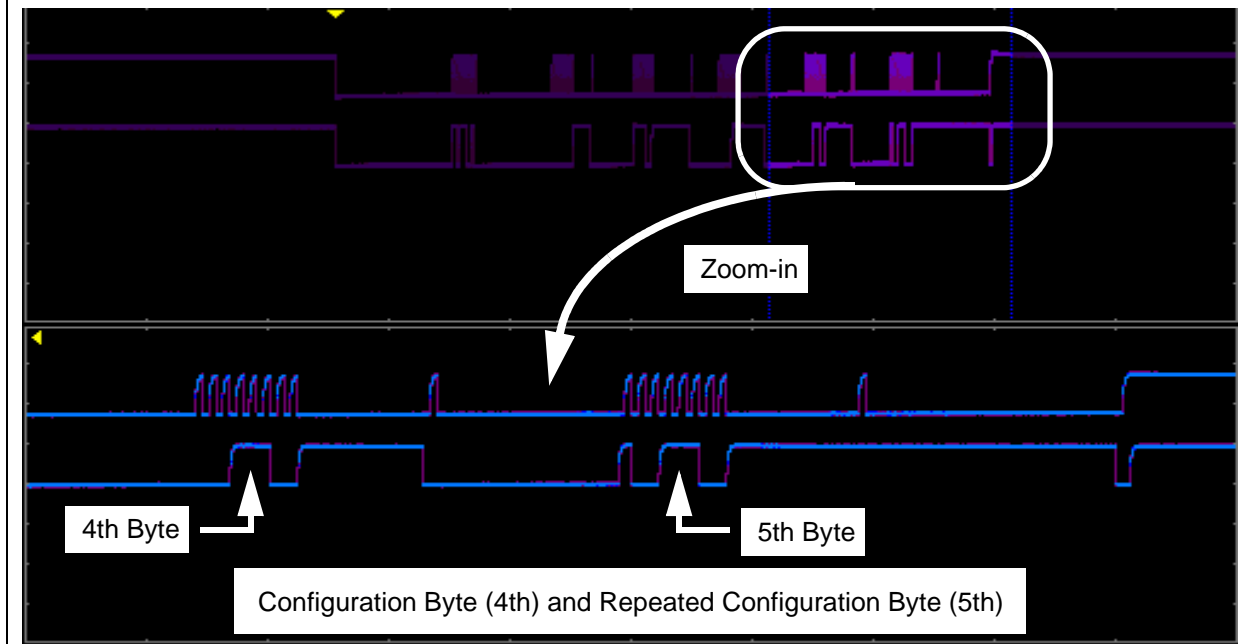 Zoom-in
4th Byte
5th Byte
Configuration Byte (4th) and Repeated Configuration Byte (5th)